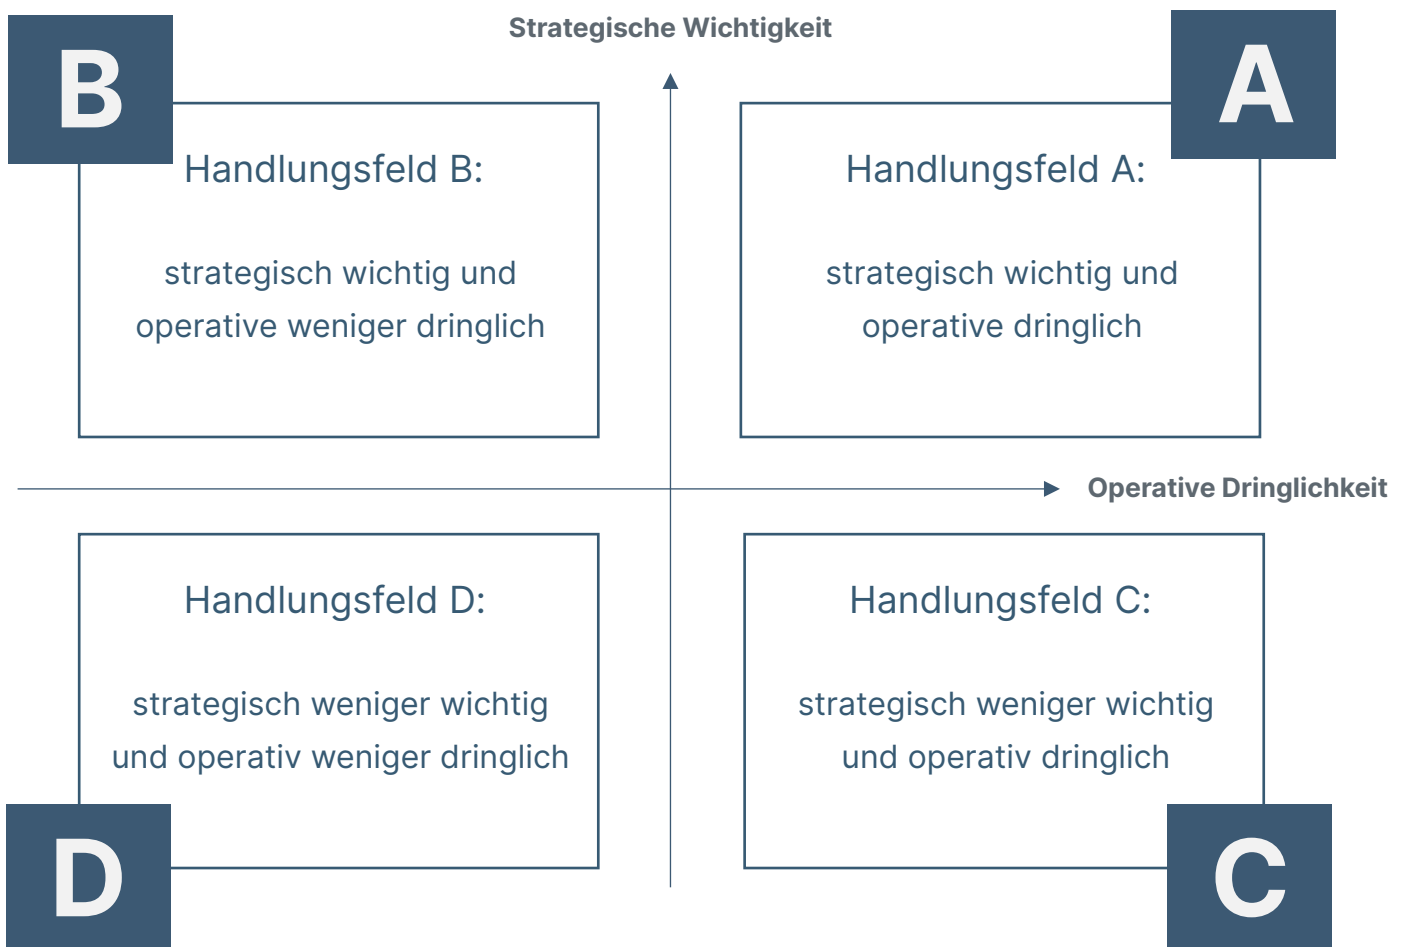 Strategische Wichtigkeit
B
Handlungsfeld B:
strategisch wichtig und
operative weniger dringlich
A
Handlungsfeld A:
strategisch wichtig und
operative dringlich
Operative Dringlichkeit
Handlungsfeld D:
strategisch weniger wichtig
und operativ weniger dringlich
D
Handlungsfeld C:
strategisch weniger wichtig
und operativ dringlich
C